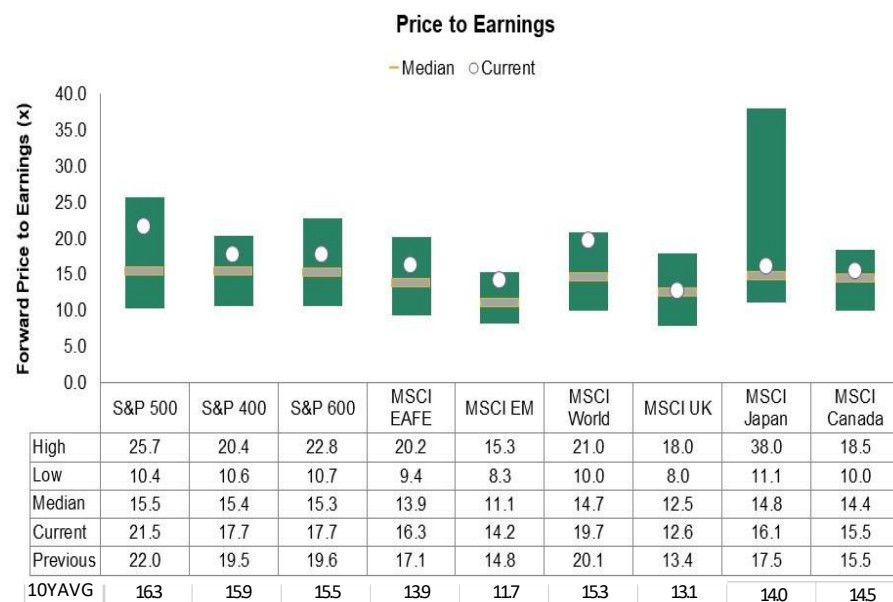 Price to Earnings
Median Current
Forward Price to Earnings (x)
40.0
35.0
30.0
25.0
20.0
15.0
10.0
5.0
0.0
S&P 500 S&P 400 S&P 600 MSCI EAFE MSCI EM MSCI World MSCI UK MSCI Japan MSCI Canada
High 25.7 20.4 22.8 20.2 15.3 21.0 18.0 38.0 18.5
Low 10.4 10.6 10.7 9.4 8.3 10.0 8.0 11.1 10.0
Median 15.5 15.4 15.3 13.9 11.1 14.7 12.5 14.8 14.4
Current 21.5 17.7 17.7 16.3 14.2 19.7 12.6 16.1 15.5
Previous 22.0 19.5 19.6 17.1 14.8 20.1 13.4 17.5 15.5
10YAVG 16.3 15.9 15.5 13.9 11.7 15.3 13.1 14.0 14.5